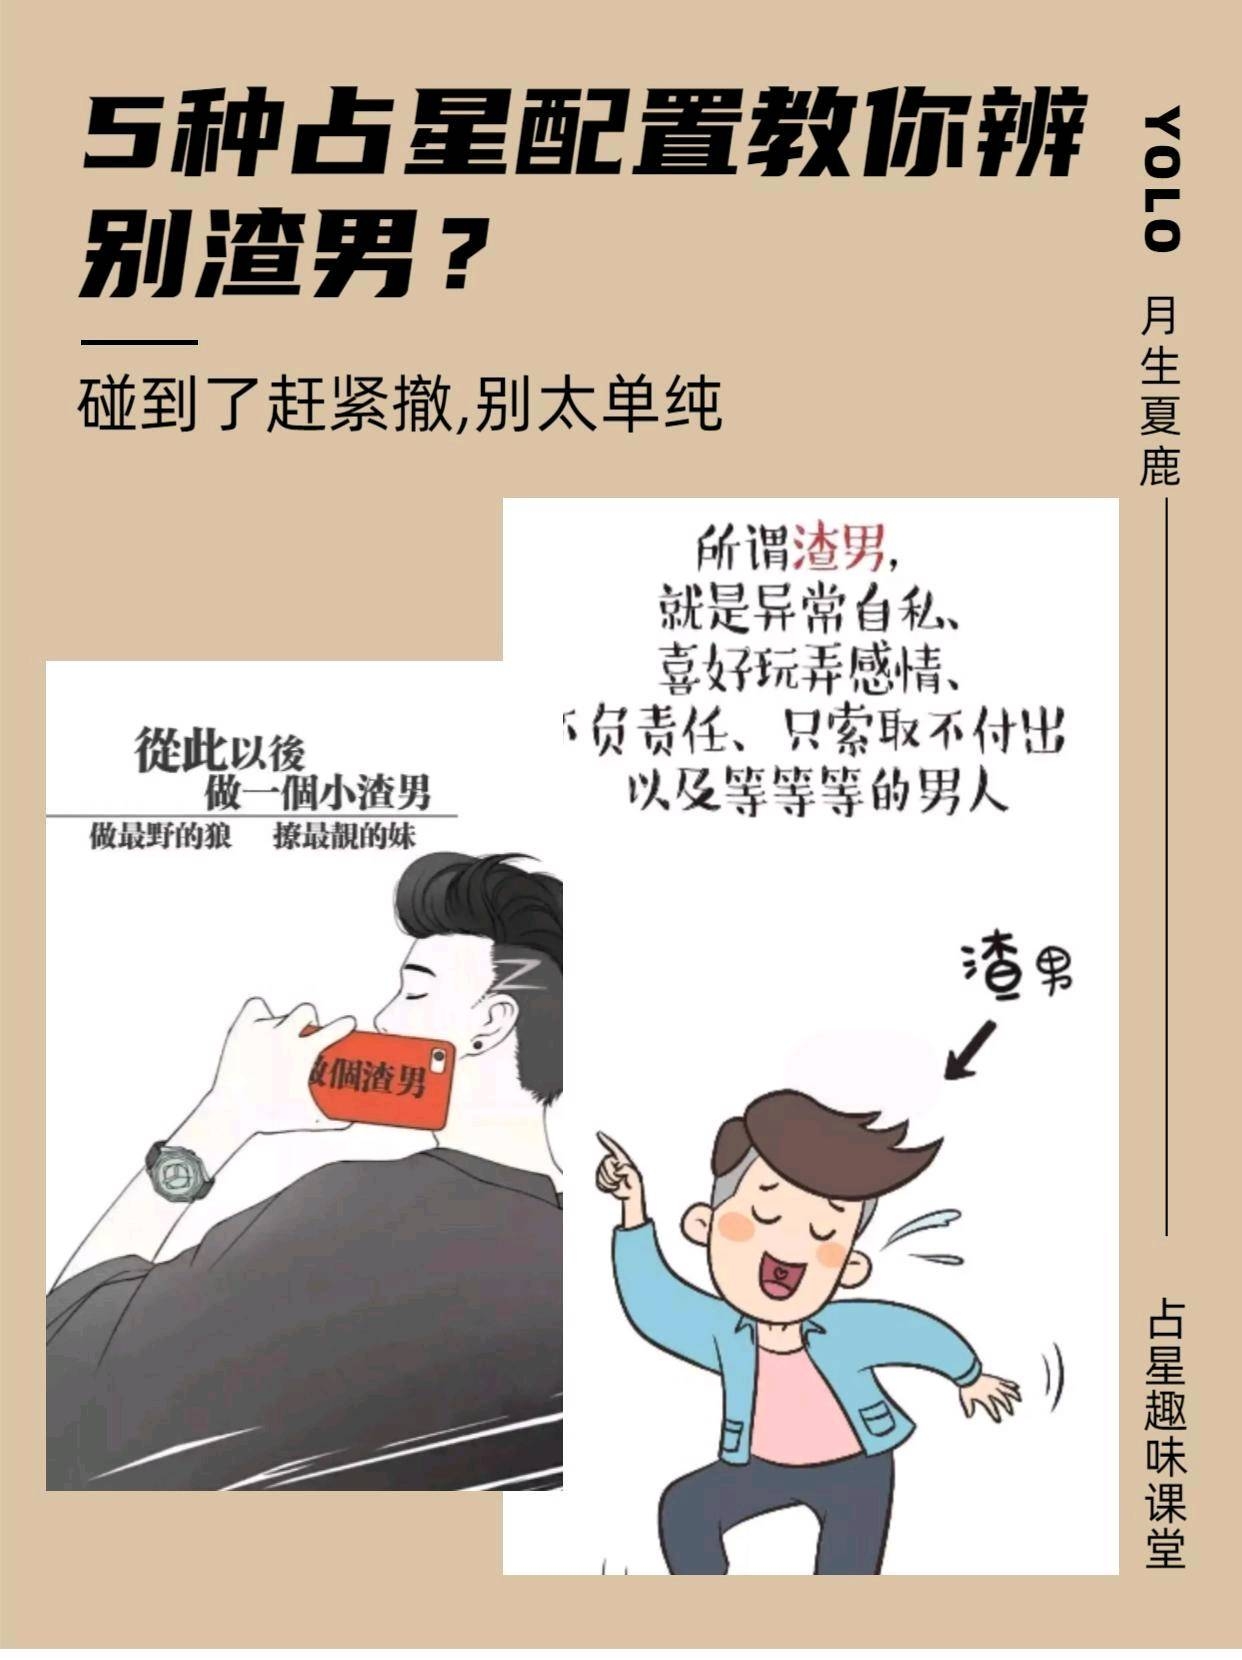 5种占星配置教你辨
别渣男?
碰到了赶紧撤,别太单纯
YOLO 月生夏鹿
占星趣味课堂
所谓渣男,
就是异常自私、
喜好玩弄感情、
负责任、只索取不付出
以及等等等的男人
渣男
從此以後
做一個小渣男
做最野的狼 撩最靚的妹
個渣男